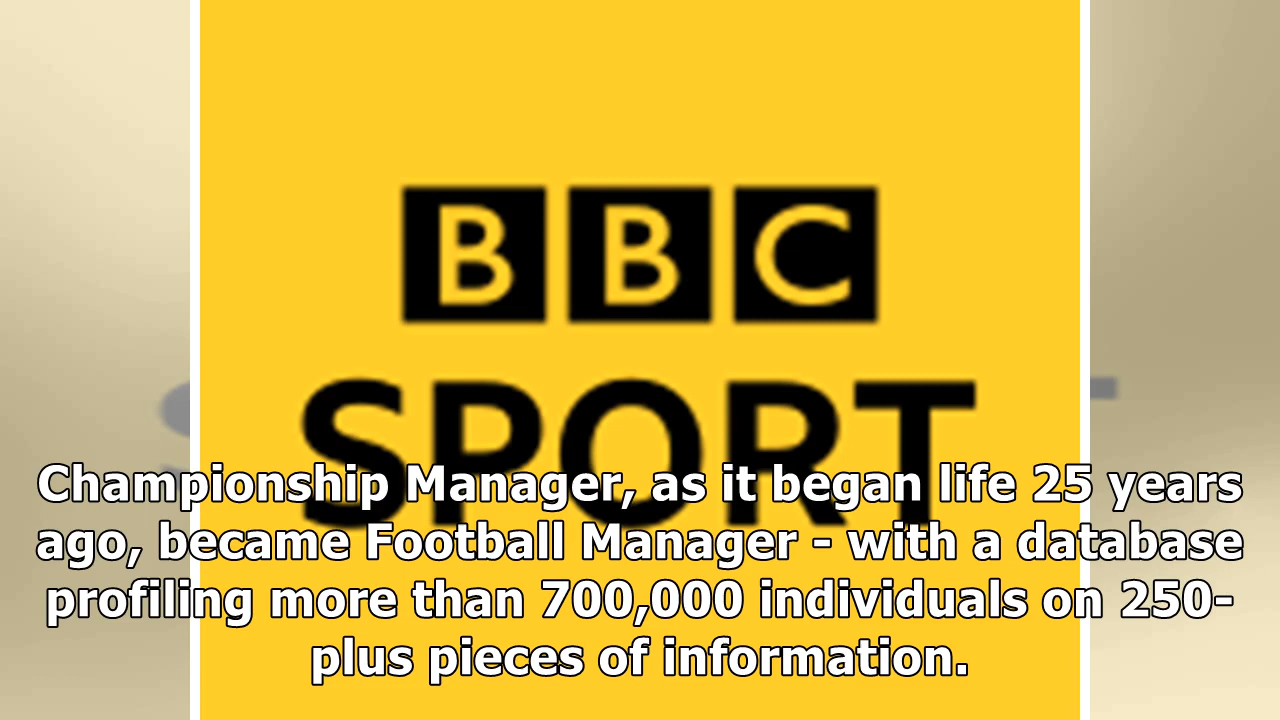 BBC
SPORT
Championship Manager, as it began life 25 years
ago, became Football Manager - with a database
profiling more than 700,000 individuals on 250-
plus pieces of information.